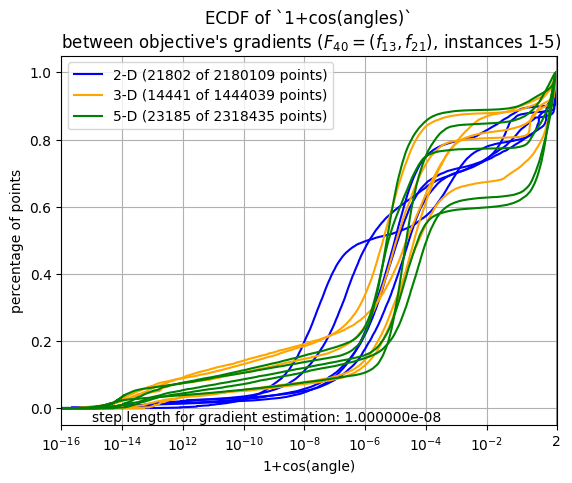 ECDF of `1+cos(angles)`
between objective's gradients (F₄₀ = (f₁₃, f₂₁), instances 1-5)
2-D (21802 of 2180109 points)
3-D (14441 of 1444039 points)
5-D (23185 of 2318435 points)
percentage of points
1.0
0.8
0.6
0.4
0.2
0.0
step length for gradient estimation: 1.000000e-08
10⁻¹⁶ 10⁻¹⁴ 10¹² 10⁻¹⁰ 10⁻⁸ 10⁻⁶ 10⁻⁴ 10⁻² 2
1+cos(angle)